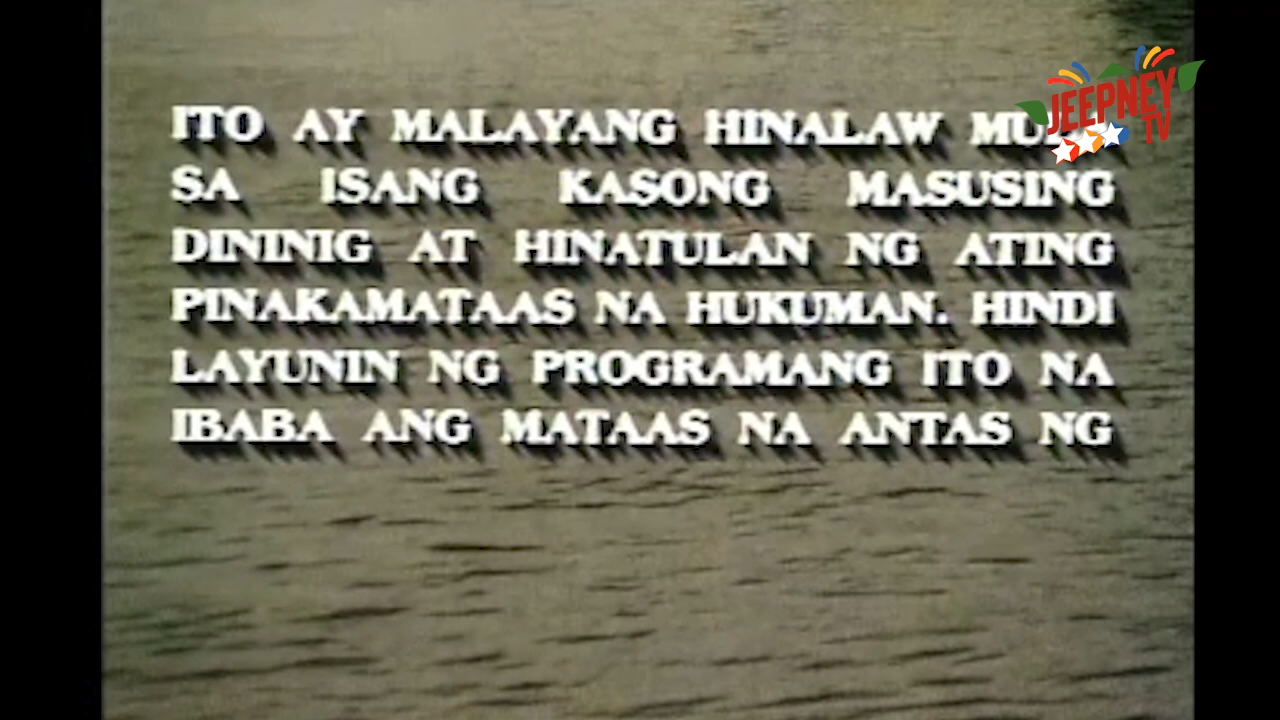 ITO AY MALAYANG HINALAW
SA ISANG KASONG MASUSING
DININIG AT HINATULAN NG ATING
PINAKAMATAAS NA HUKUMAN. HINDI
LAYUNIN NG PROGRAMANG ITO NA
IBABA ANG MATAAS NA ANTAS NG
JEEPNEY
TV